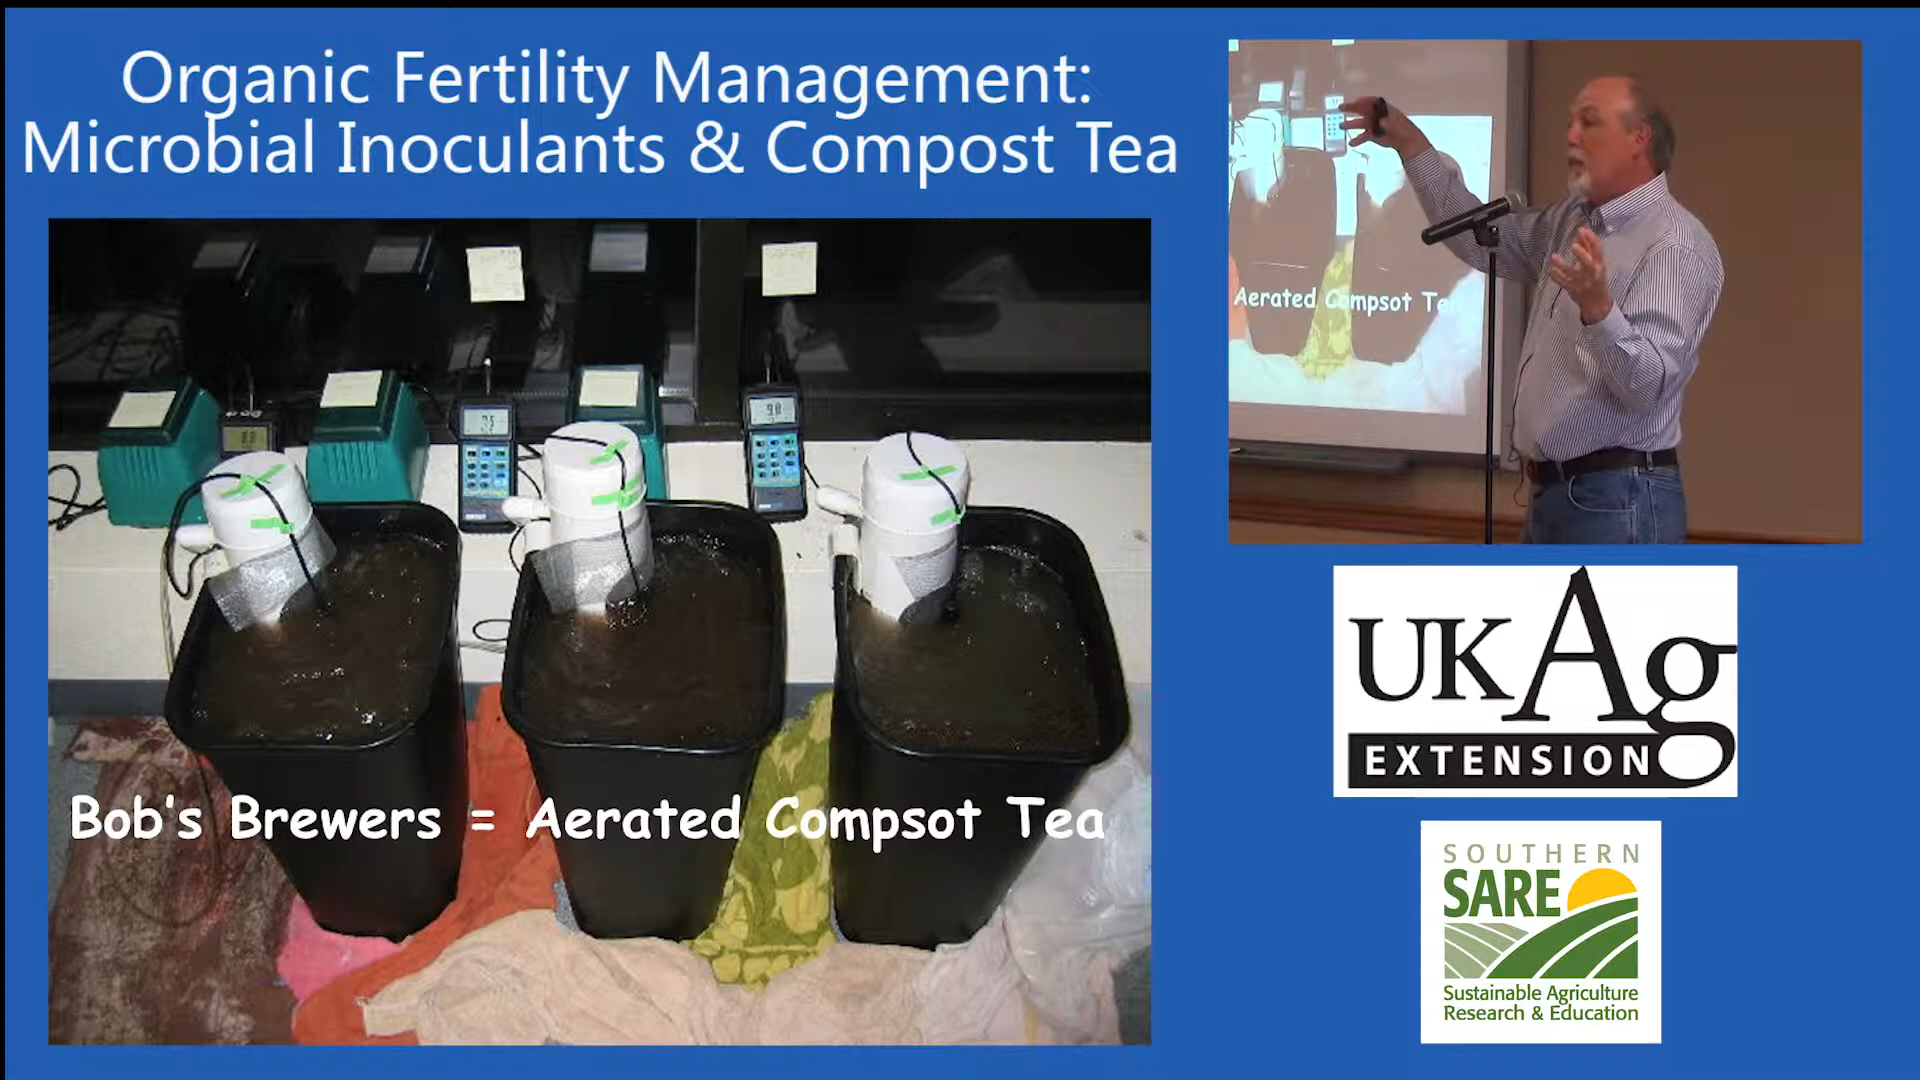 Organic Fertility Management:
Microbial Inoculants & Compost Tea
Bob's Brewers = Aerated Compsot Tea
Aerated Compsot Te
UKAg
EXTENSION
SOUTHERN
SARE
Sustainable Agriculture
Research & Education